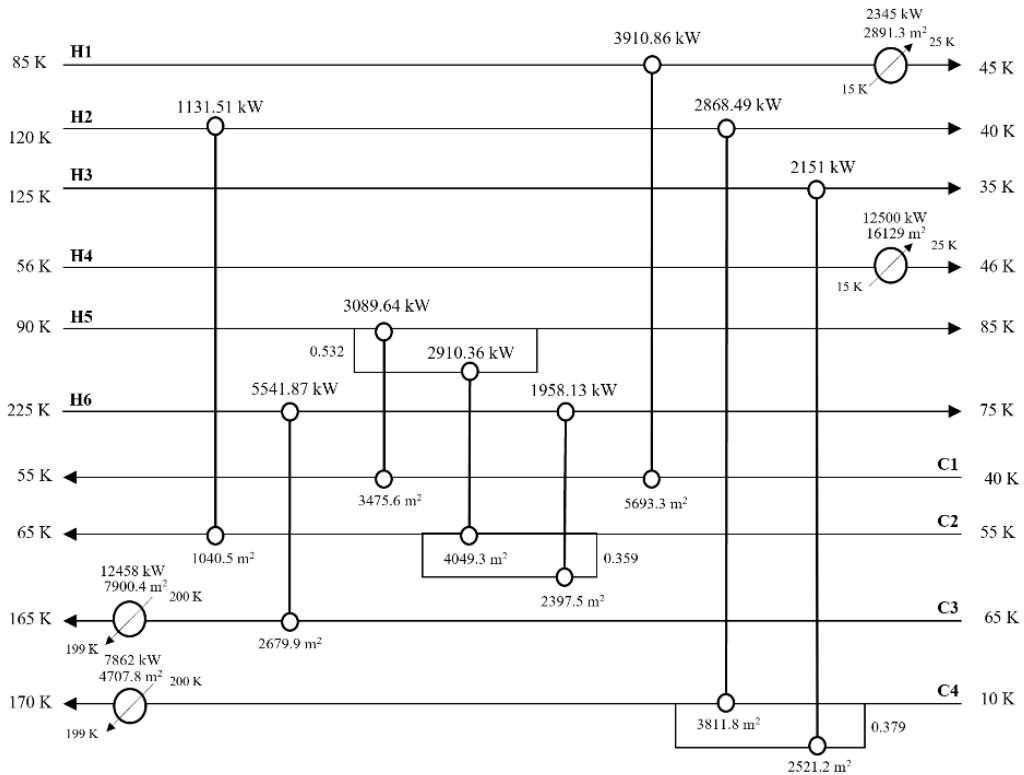 2345 kW
2891.3 m²
25 K
15 K
3910.86 kW
85 K
H1
45 K
1131.51 kW
2868.49 kW
120 K
H2
40 K
2151 kW
125 K
H3
35 K
12500 kW
16129 m²
25 K
15 K
56 K
H4
46 K
3089.64 kW
90 K
H5
85 K
0.532
2910.36 kW
5541.87 kW
1958.13 kW
225 K
H6
75 K
55 K
C1
40 K
3475.6 m²
5693.3 m²
65 K
C2
55 K
1040.5 m²
4049.3 m²
0.359
2397.5 m²
12458 kW
7900.4 m²
200 K
199 K
165 K
C3
65 K
2679.9 m²
7862 kW
4707.8 m²
200 K
199 K
170 K
C4
10 K
3811.8 m²
0.379
2521.2 m²